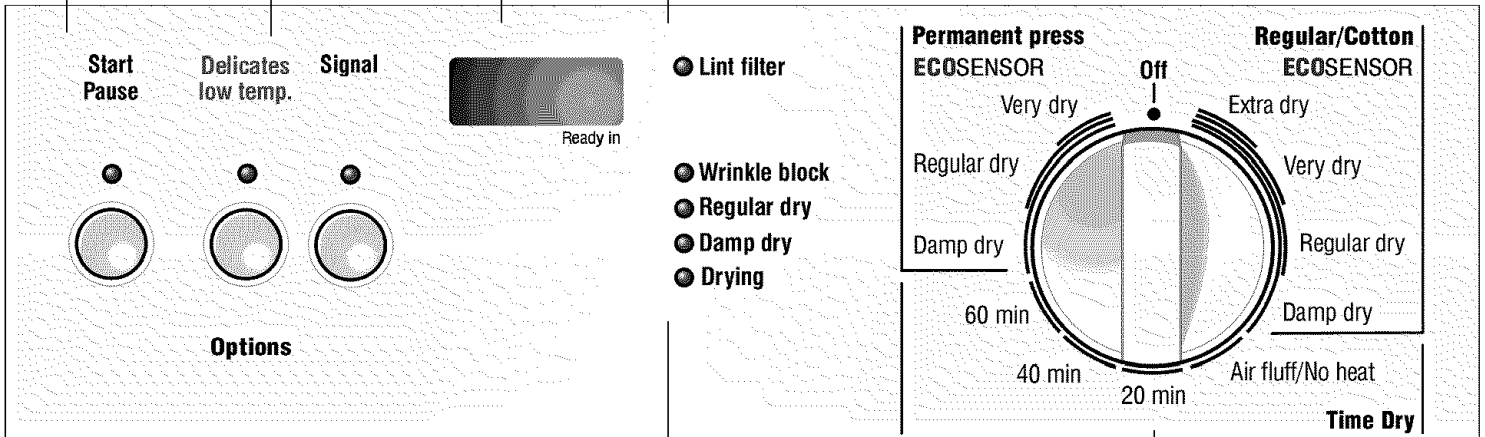 Start
Pause
Delicates
low temp.
Signal
Ready in
Options
Lint filter
Wrinkle block
Regular dry
Damp dry
Drying
Permanent press
ECOSENSOR
Regular/Cotton
ECOSENSOR
Off
Very dry
Regular dry
Damp dry
Extra dry
Very dry
Regular dry
Damp dry
60 min
40 min
20 min
Air fluff/No heat
Time Dry